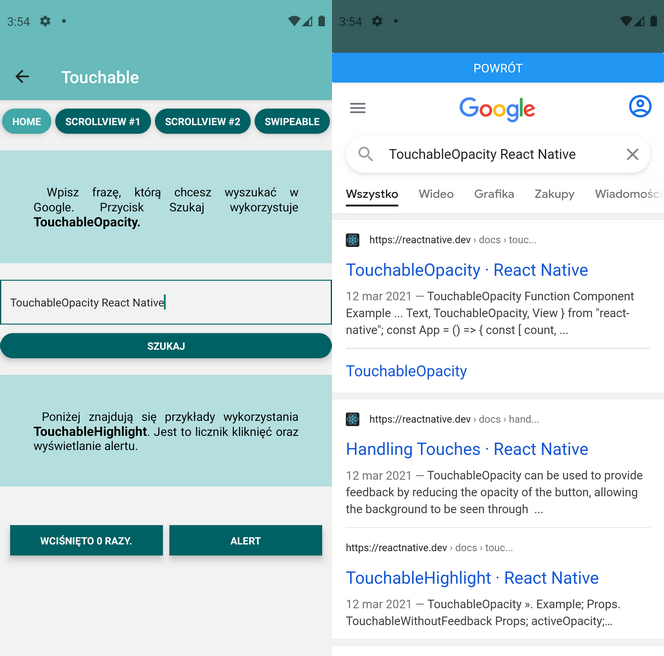 3:54
Touchable
HOME SCROLLVIEW #1 SCROLLVIEW #2 SWIPEABLE
Wpisz frazę, którą chcesz wyszukać w
Google. Przycisk Szukaj wykorzystuje
TouchableOpacity.
TouchableOpacity React Native
SZUKAJ
Poniżej znajdują się przykłady wykorzystania
TouchableHighlight. Jest to licznik kliknięć oraz
wyświetlanie alertu.
WCIŚNIĘTO 0 RAZY. ALERT
3:54
POWRÓT
Google
TouchableOpacity React Native
Wszystko Wideo Grafika Zakupy Wiadomośc
https://reactnative.dev › docs › touc...
TouchableOpacity · React Native
12 mar 2021 — TouchableOpacity Function Component
Example ... Text, TouchableOpacity, View } from "react-
native"; const App = () => { const [ count, ...
TouchableOpacity
https://reactnative.dev › docs › hand...
Handling Touches · React Native
12 mar 2021 — TouchableOpacity can be used to provide
feedback by reducing the opacity of the button, allowing
the background to be seen through ...
https://reactnative.dev › docs › touc...
TouchableHighlight · React Native
12 mar 2021 — TouchableOpacity ». Example; Props.
TouchableWithoutFeedback Props; activeOpacity;...